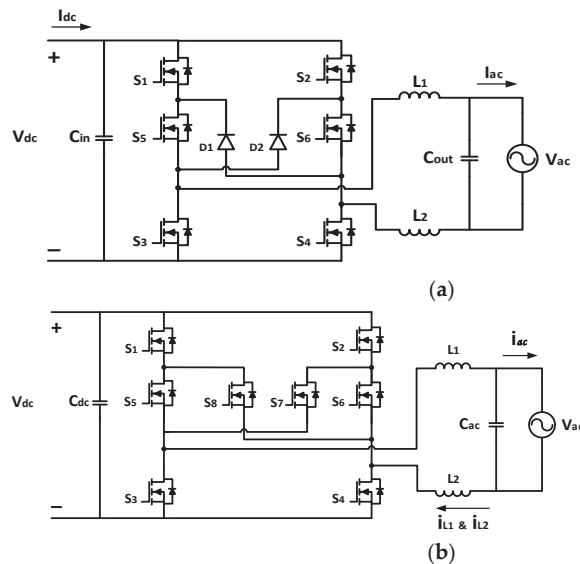 Idc
+
S1
S2
L1
Iac
Vdc
Cin
S5
D1
D2
S6
Cout
Vac
L2
S3
S4
−
(a)
+
S1
S2
L1
iac
Vdc
Cdc
S5
S8
S7
S6
Cac
Vac
L2
S3
S4
−
iL1 & iL2
(b)